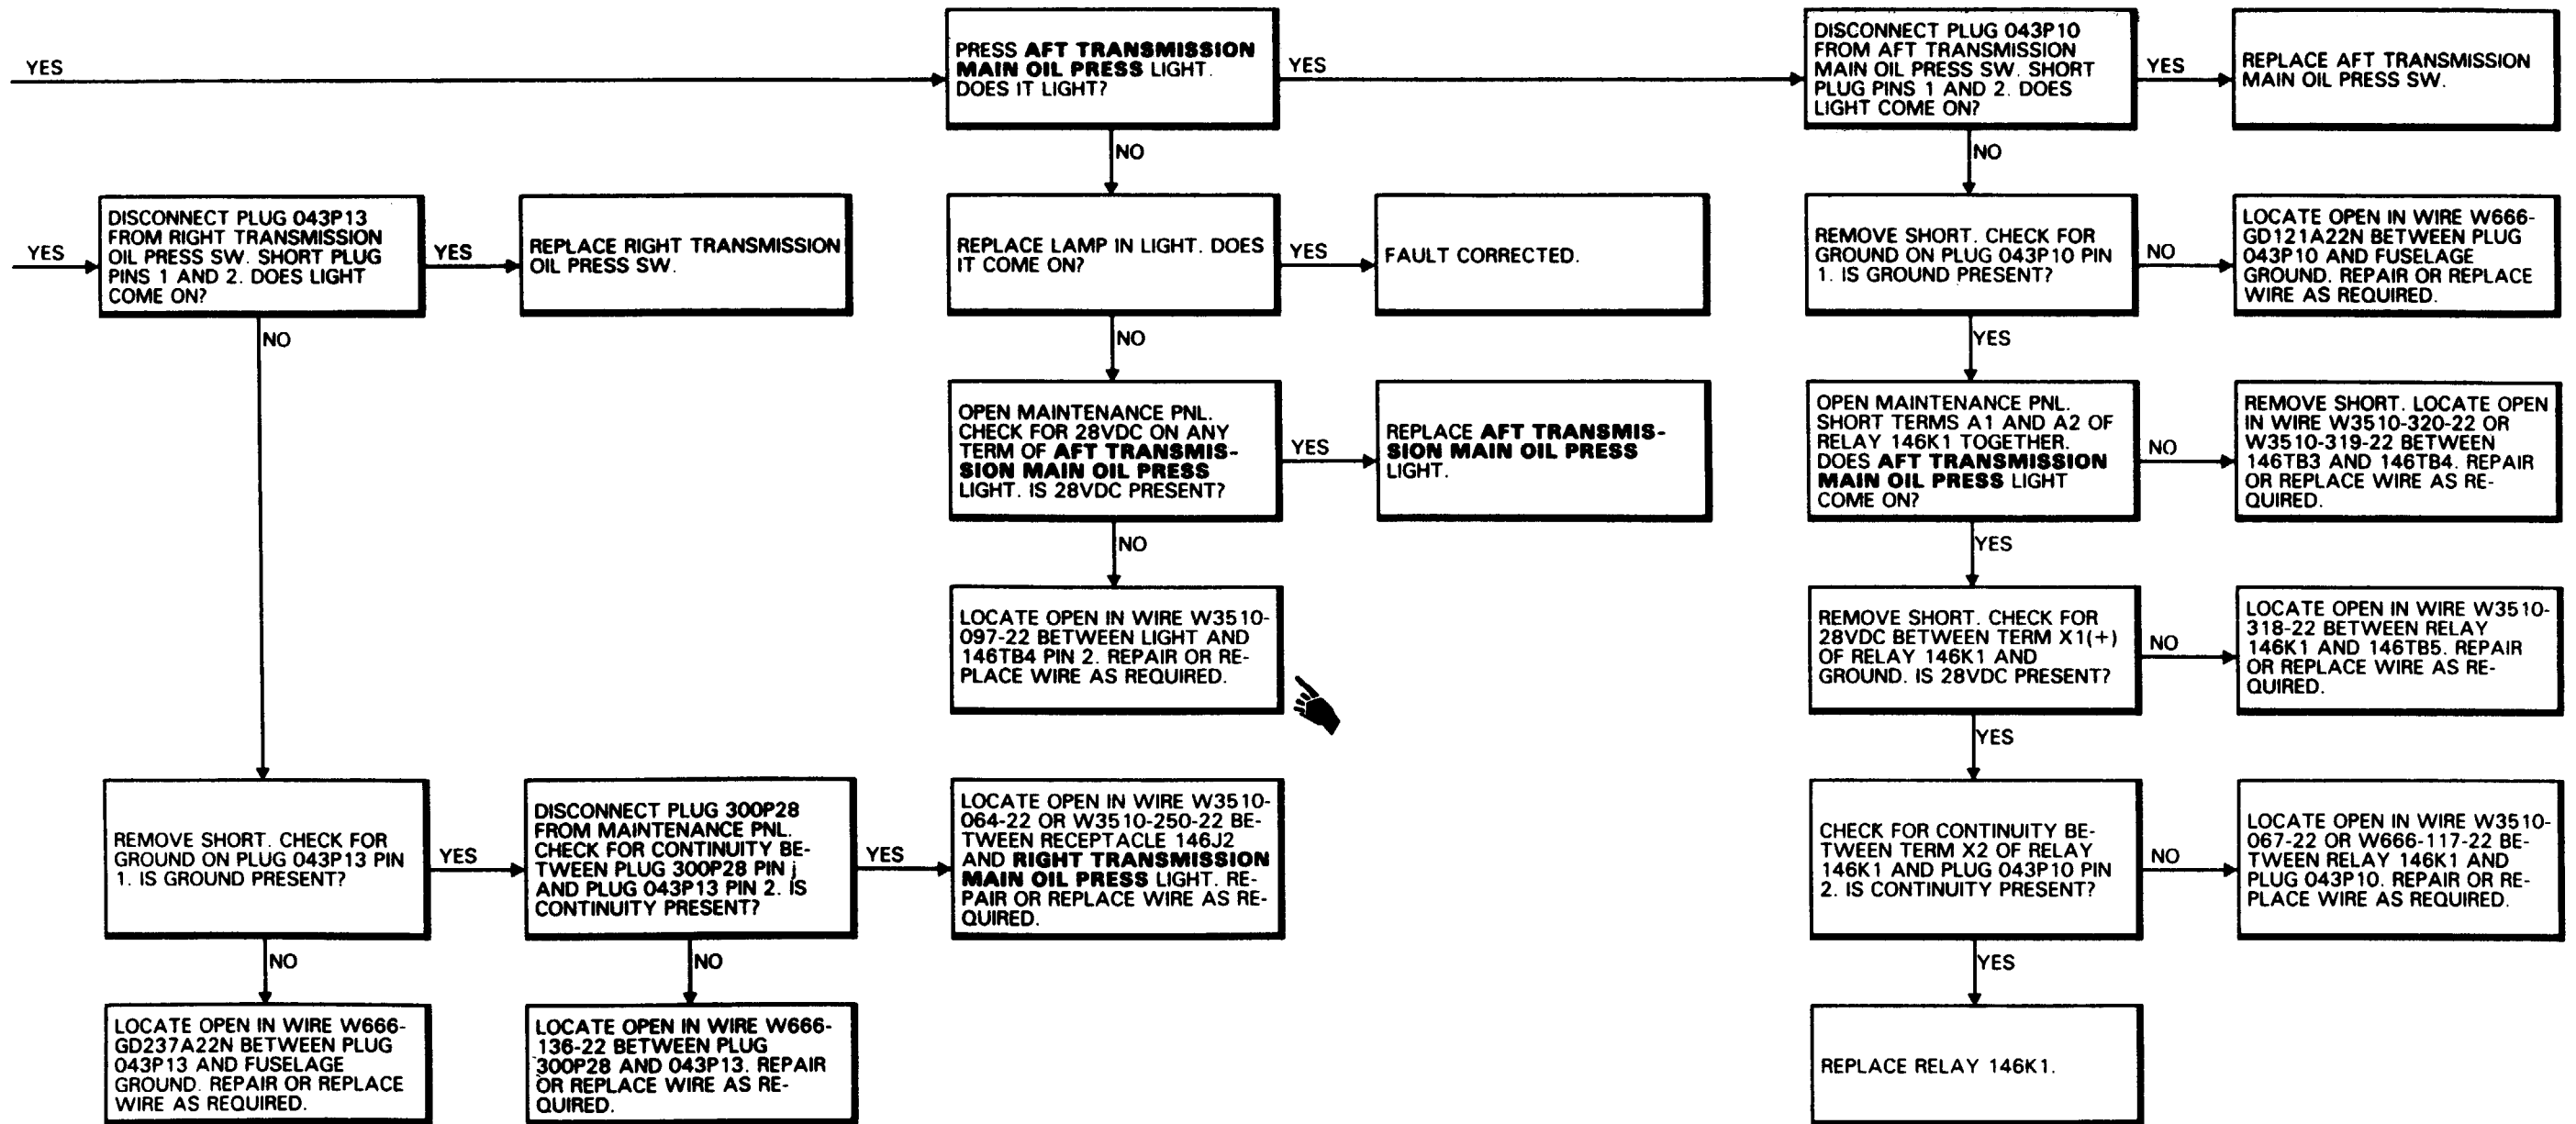 YES
PRESS AFT TRANSMISSION
MAIN OIL PRESS LIGHT.
DOES IT LIGHT?
YES
DISCONNECT PLUG 043P10
FROM AFT TRANSMISSION
MAIN OIL PRESS SW. SHORT
PLUG PINS 1 AND 2. DOES
LIGHT COME ON?
YES
REPLACE AFT TRANSMISSION
MAIN OIL PRESS SW.
NO
NO
YES
DISCONNECT PLUG 043P13
FROM RIGHT TRANSMISSION
OIL PRESS SW. SHORT PLUG
PINS 1 AND 2. DOES LIGHT
COME ON?
YES
REPLACE RIGHT TRANSMISSION
OIL PRESS SW.
REPLACE LAMP IN LIGHT. DOES
IT COME ON?
YES
FAULT CORRECTED.
REMOVE SHORT. CHECK FOR
GROUND ON PLUG 043P10 PIN
1. IS GROUND PRESENT?
NO
LOCATE OPEN IN WIRE W666-
GD121A22N BETWEEN PLUG
043P10 AND FUSELAGE
GROUND. REPAIR OR REPLACE
WIRE AS REQUIRED.
NO
NO
YES
OPEN MAINTENANCE PNL.
CHECK FOR 28VDC ON ANY
TERM OF AFT TRANSMIS-
SION MAIN OIL PRESS
LIGHT. IS 28VDC PRESENT?
YES
REPLACE AFT TRANSMIS-
SION MAIN OIL PRESS
LIGHT.
OPEN MAINTENANCE PNL.
SHORT TERMS A1 AND A2 OF
RELAY 146K1 TOGETHER.
DOES AFT TRANSMISSION
MAIN OIL PRESS LIGHT
COME ON?
NO
REMOVE SHORT. LOCATE OPEN
IN WIRE W3510-320-22 OR
W3510-319-22 BETWEEN
146TB3 AND 146TB4. REPAIR
OR REPLACE WIRE AS RE-
QUIRED.
NO
YES
LOCATE OPEN IN WIRE W3510-
097-22 BETWEEN LIGHT AND
146TB4 PIN 2. REPAIR OR RE-
PLACE WIRE AS REQUIRED.
REMOVE SHORT. CHECK FOR
28VDC BETWEEN TERM X1(+)
OF RELAY 146K1 AND
GROUND. IS 28VDC PRESENT?
NO
LOCATE OPEN IN WIRE W3510-
318-22 BETWEEN RELAY
146K1 AND 146TB5. REPAIR
OR REPLACE WIRE AS RE-
QUIRED.
YES
REMOVE SHORT. CHECK FOR
GROUND ON PLUG 043P13 PIN
1. IS GROUND PRESENT?
YES
DISCONNECT PLUG 300P28
FROM MAINTENANCE PNL.
CHECK FOR CONTINUITY BE-
TWEEN PLUG 300P28 PIN j
AND PLUG 043P13 PIN 2. IS
CONTINUITY PRESENT?
YES
LOCATE OPEN IN WIRE W3510-
064-22 OR W3510-250-22 BE-
TWEEN RECEPTACLE 146J2
AND RIGHT TRANSMISSION
MAIN OIL PRESS LIGHT. RE-
PAIR OR REPLACE WIRE AS RE-
QUIRED.
CHECK FOR CONTINUITY BE-
TWEEN TERM X2 OF RELAY
146K1 AND PLUG 043P10 PIN
2. IS CONTINUITY PRESENT?
NO
LOCATE OPEN IN WIRE W3510-
067-22 OR W666-117-22 BE-
TWEEN RELAY 146K1 AND
PLUG 043P10. REPAIR OR RE-
PLACE WIRE AS REQUIRED.
NO
NO
YES
LOCATE OPEN IN WIRE W666-
GD237A22N BETWEEN PLUG
043P13 AND FUSELAGE
GROUND. REPAIR OR REPLACE
WIRE AS REQUIRED.
LOCATE OPEN IN WIRE W666-
136-22 BETWEEN PLUG
300P28 AND 043P13. REPAIR
OR REPLACE WIRE AS RE-
QUIRED.
REPLACE RELAY 146K1.